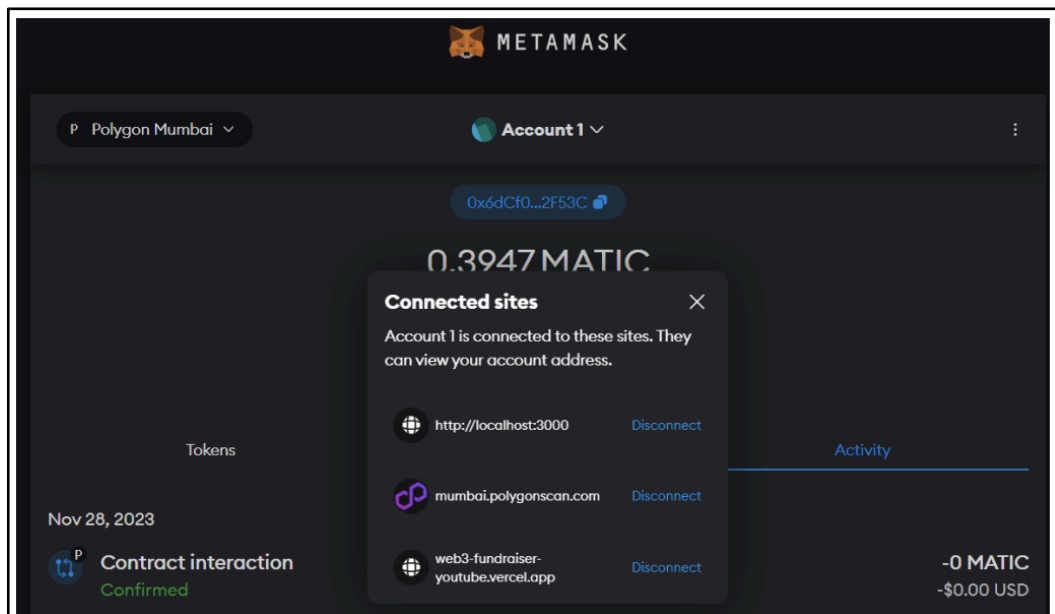 METAMASK
P Polygon Mumbai
Account 1
0x6dCf0...2F53C
0.3947 MATIC
Connected sites
Account 1 is connected to these sites. They
can view your account address.
http://localhost:3000 Disconnect
Tokens
Activity
mumbai.polygonscan.com Disconnect
Nov 28, 2023
P
Contract interaction
Confirmed
web3-fundraiser-
youtube.vercel.app
Disconnect
-0 MATIC
-$0.00 USD